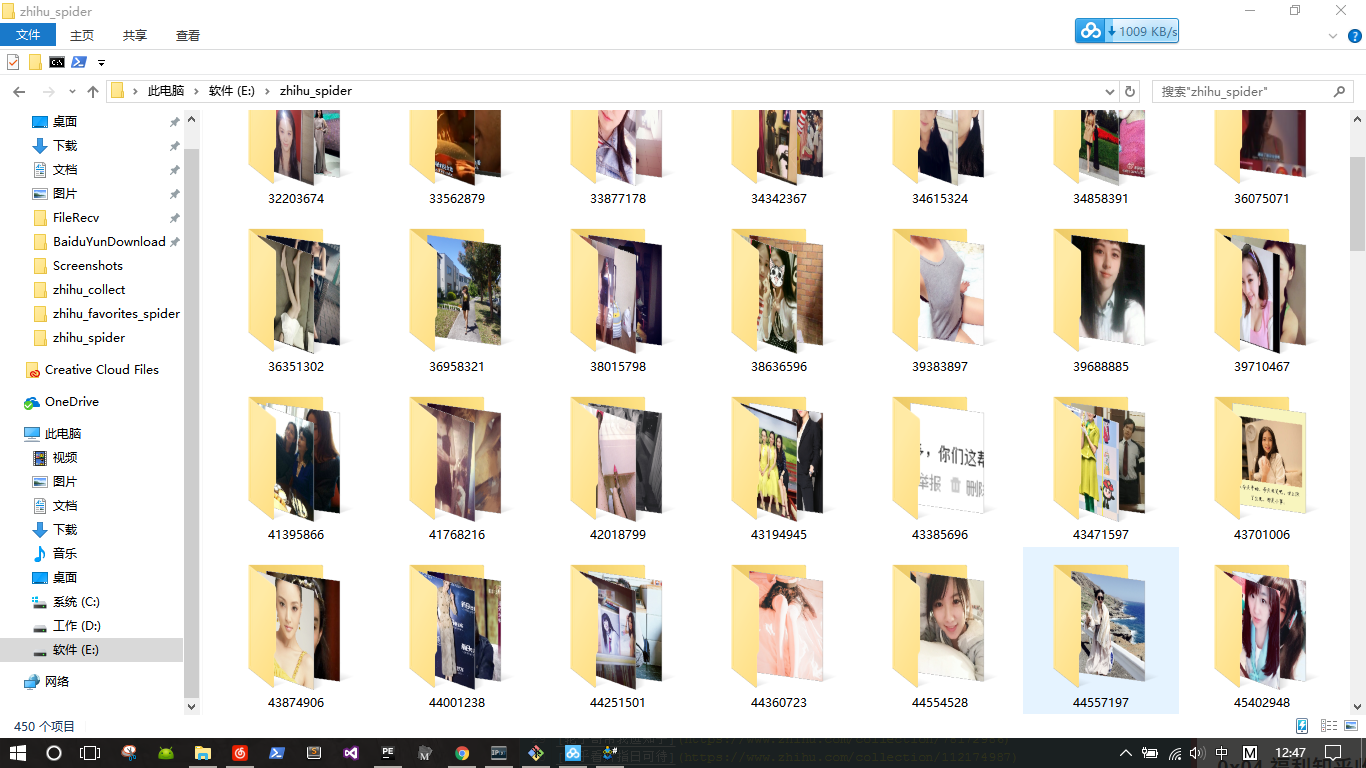 zhihu_spider
文件 主页 共享 查看
1009 KB/s
此电脑 软件 (E:) zhihu_spider
搜索"zhihu_spider"
桌面
下载
文档
图片
FileRecv
BaiduYunDownload
Screenshots
zhihu_collect
zhihu_favorites_spider
zhihu_spider
Creative Cloud Files
OneDrive
此电脑
视频
图片
文档
下载
音乐
桌面
系统 (C:)
工作 (D:)
软件 (E:)
网络
32203674 33562879 33877178 34342367 34615324 34858391 36075071
36351302 36958321 38015798 38636596 39383897 39688885 39710467
，你们这帮
举报 删除
41395866 41768216 42018799 43194945 43385696 43471597 43701006
43874906 44001238 44251501 44360723 44554528 44557197 45402948
450 个项目
PE
IP
中 M 12:47